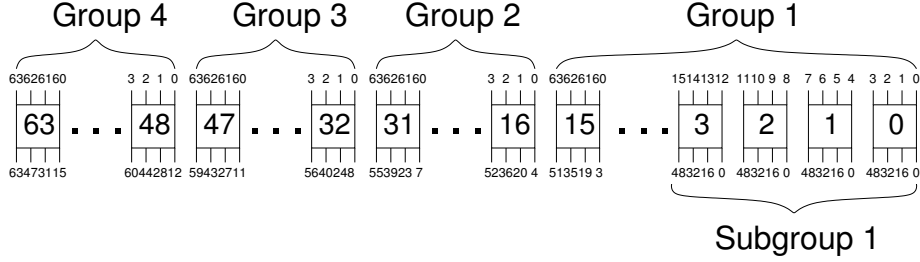 Group 4 Group 3 Group 2 Group 1
63626160 3 2 1 0 63626160 3 2 1 0 63626160 3 2 1 0 63626160 15141312 1110 9 8 7 6 5 4 3 2 1 0
63 ... 48 47 ... 32 31 ... 16 15 ... 3 2 1 0
63473115 60442812 59432711 5640248 553923 7 523620 4 513519 3 483216 0 483216 0 483216 0 483216 0
Subgroup 1